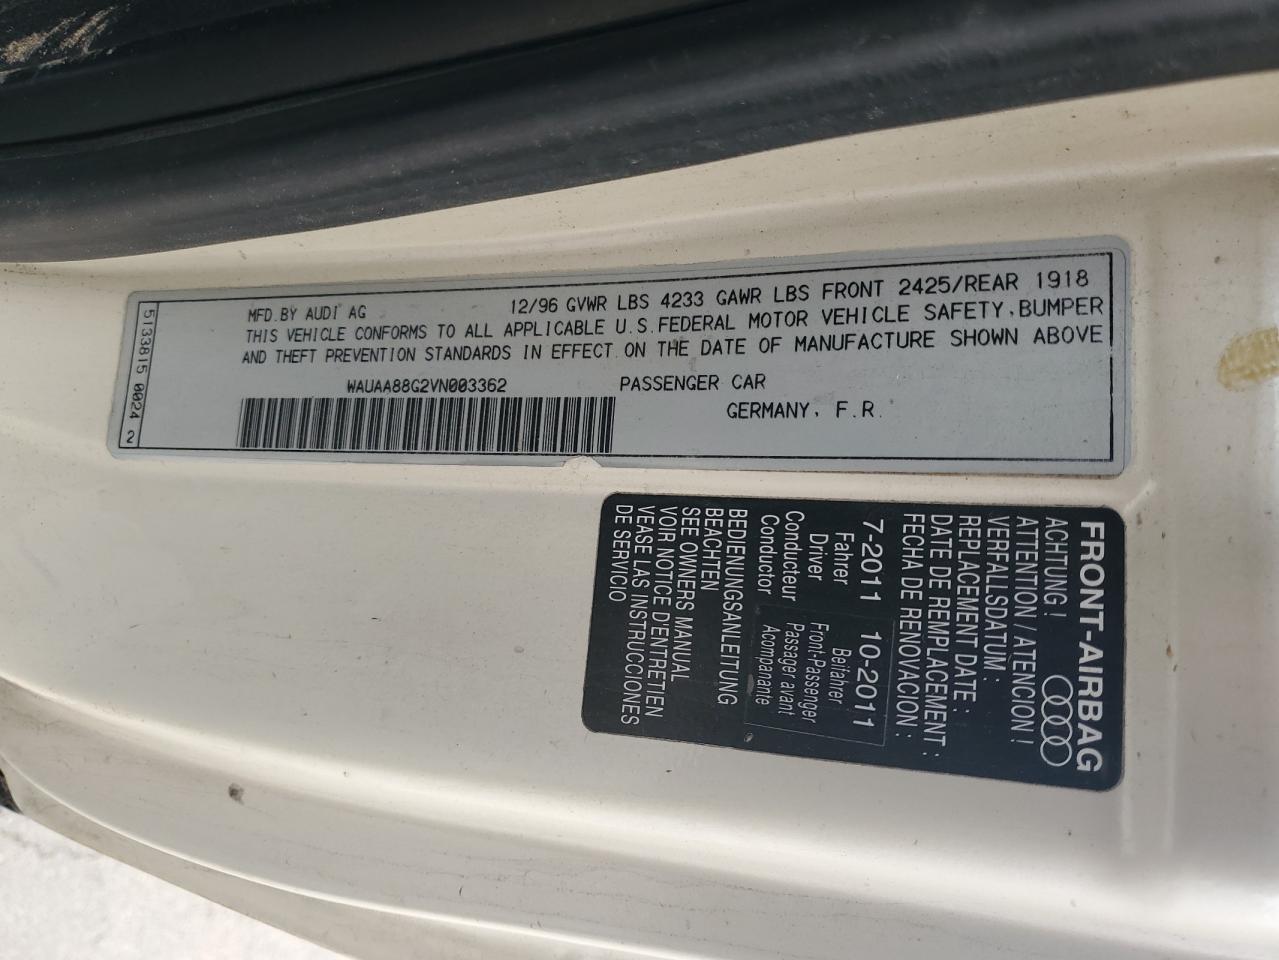 MFD.BY AUDI AG 12/96 GVWR LBS 4233 GAWR LBS FRONT 2425/REAR 1918
THIS VEHICLE CONFORMS TO ALL APPLICABLE U.S.FEDERAL MOTOR VEHICLE SAFETY,BUMPER
AND THEFT PREVENTION STANDARDS IN EFFECT ON THE DATE OF MANUFACTURE SHOWN ABOVE
WAUAA88G2VN003362 PASSENGER CAR
GERMANY, F.R.
5133815 0024 2
FRONT-AIRBAG
ACHTUNG!
ATTENTION / ATENCION!
VERFALLSDATUM:
REPLACEMENT DATE:
DATE DE REMPLACEMENT:
FECHA DE RENOVACION:
7-2011 10-2011
Fahrer Beifahrer
Driver Front-Passenger
Conducteur Passager avant
Conductor Acompanante
BEDIENUNGSANLEITUNG
BEACHTEN
SEE OWNERS MANUAL
VOIR NOTICE D'ENTRETIEN
VEASE LAS INSTRUCCIONES
DE SERVICIO